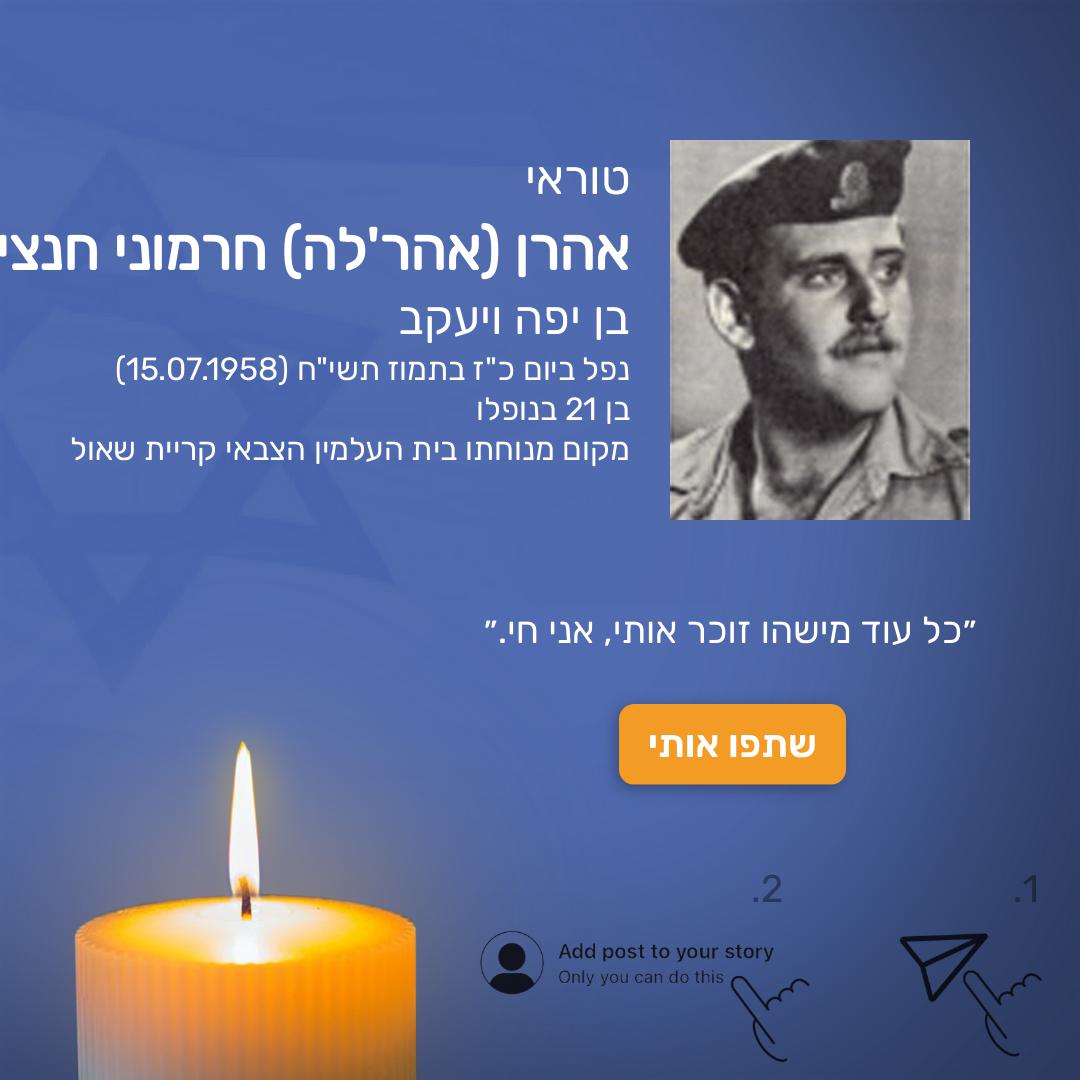 טוראי
אהרן (אהר'לה) חרמוני חנצי
בן יפה ויעקב
נפל ביום כ"ז בתמוז תשי"ח (15.07.1958)
בן 21 בנופלו
מקום מנוחתו בית העלמין הצבאי קריית שאול
״כל עוד מישהו זוכר אותי, אני חי.״
שתפו אותי
1.
2.
Add post to your story
Only you can do this